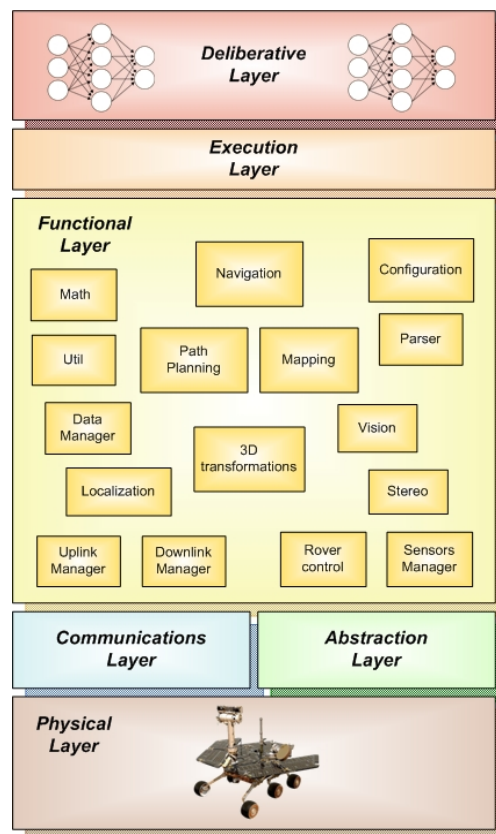 Deliberative
Layer
Execution
Layer
Functional
Layer
Math
Navigation
Configuration
Util
Path
Planning
Mapping
Parser
Data
Manager
3D
transformations
Vision
Localization
Stereo
Uplink
Manager
Downlink
Manager
Rover
control
Sensors
Manager
Communications
Layer
Abstraction
Layer
Physical
Layer